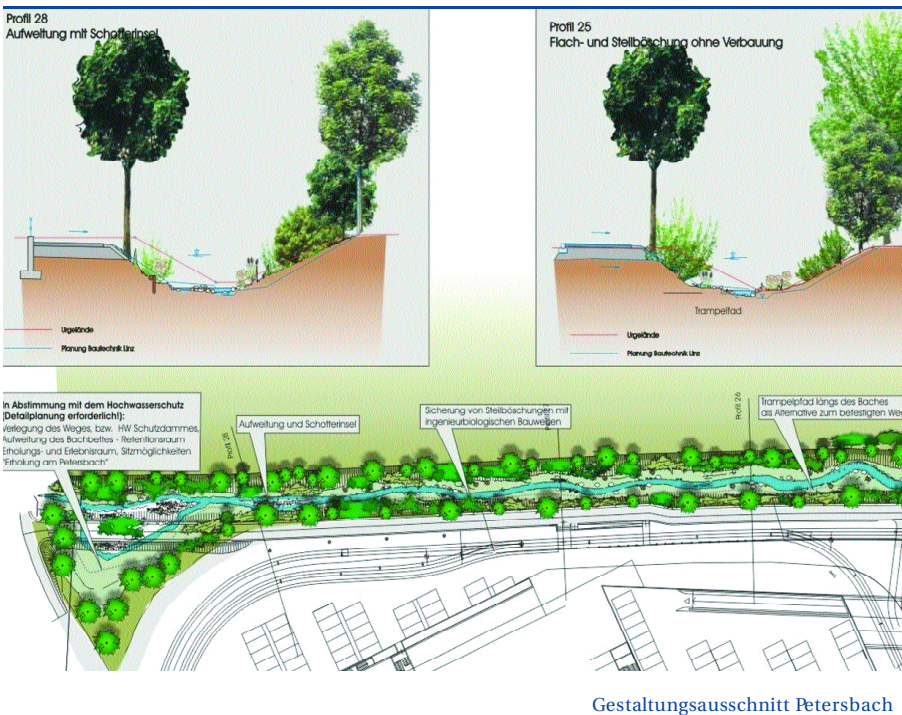 Profil 28
Aufweitung mit Schotterinsel
Urgelände
Planung Bautechnik Linz
Profil 25
Flach- und Steilböschung ohne Verbauung
Trampelfad
Urgelände
Planung Bautechnik Linz
In Abstimmung mit dem Hochwasserschutz
(Detailplanung erforderlich!):
Verlegung des Weges, bzw. HW Schutzdammes,
Aufweitung des Bachbettes - Retentionsraum
Erholungs- und Erlebnisraum, Sitzmöglichkeiten
"Erholung am Petersbach"
Profil 28
Aufweitung und Schotterinsel
Sicherung von Steilböschungen mit
ingenieurbiologischen Bauweisen
Profil 26
Trampelpfad längs des Baches
als Alternative zum befestigten Weg
Gestaltungsausschnitt Petersbach